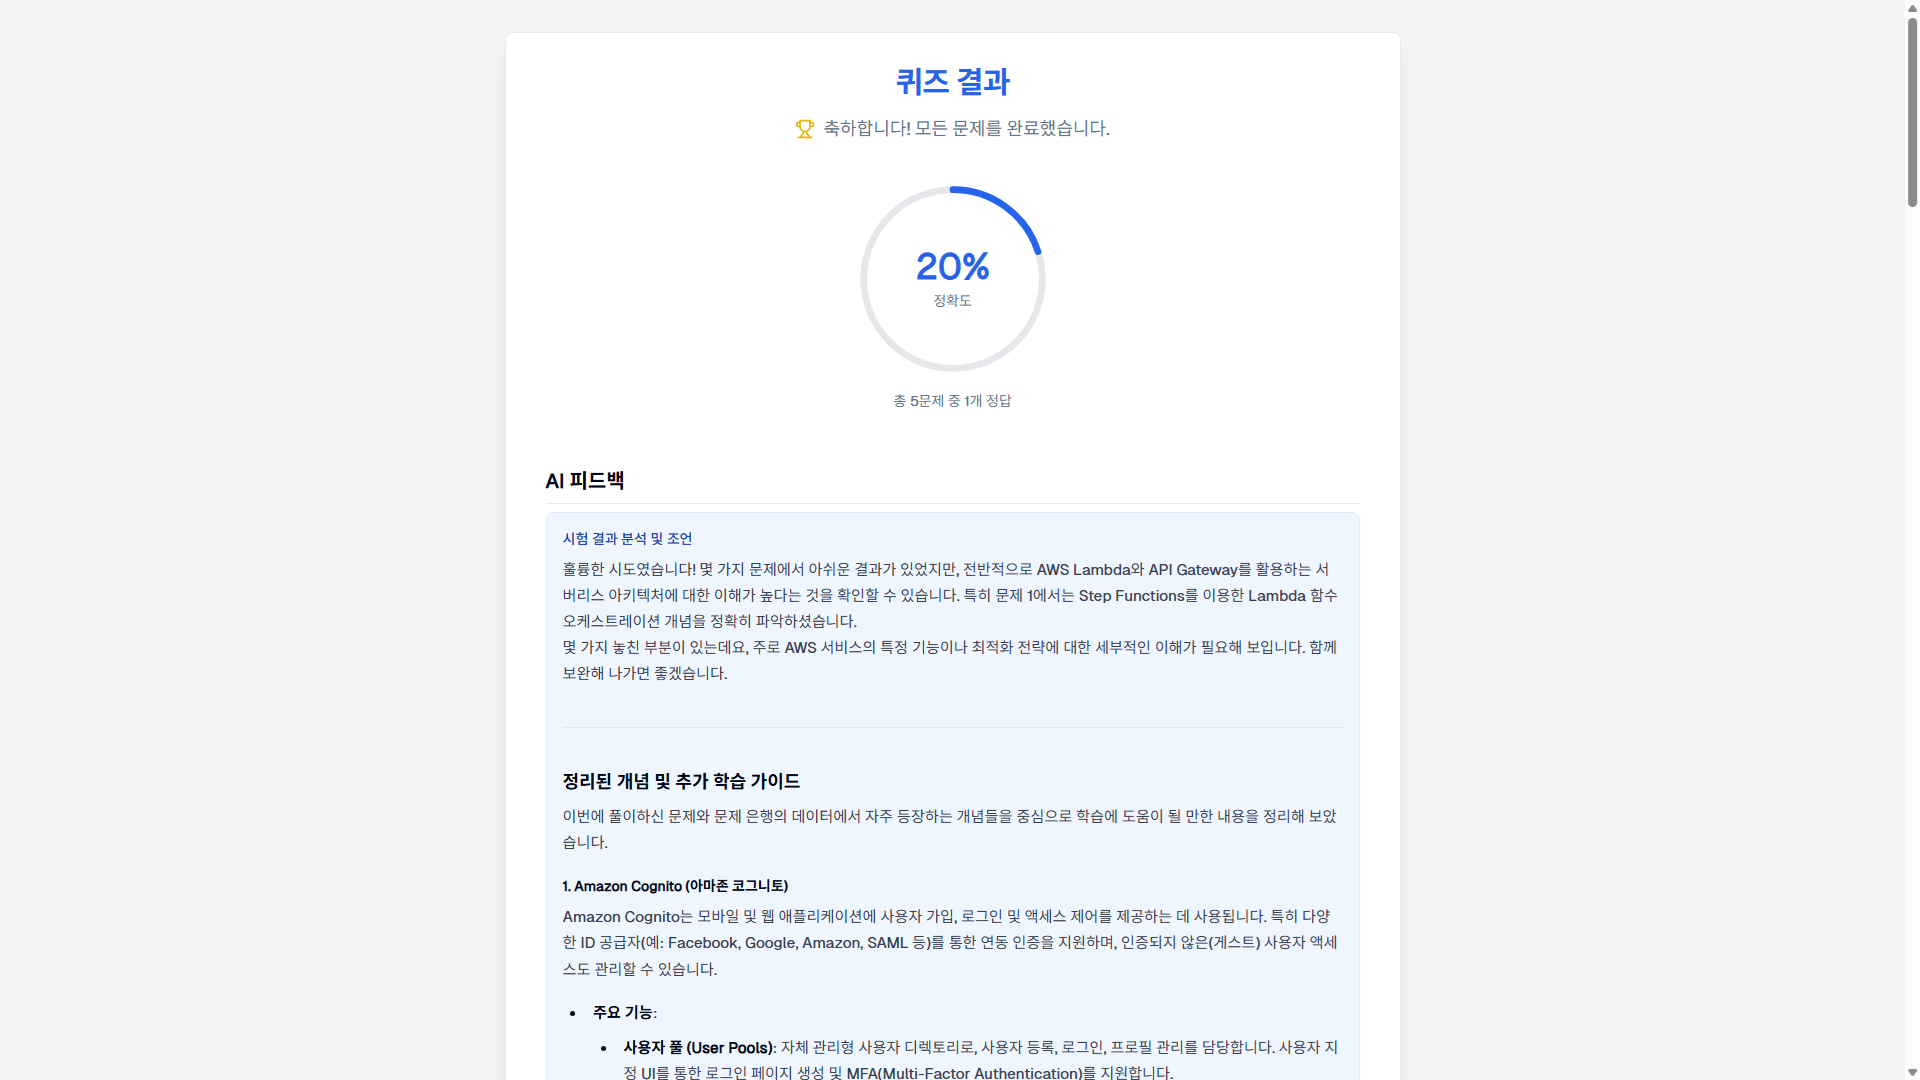 퀴즈 결과
축하합니다! 모든 문제를 완료했습니다.
20%
정확도
총 5문제 중 1개 정답
AI 피드백
시험 결과 분석 및 조언
훌륭한 시도였습니다! 몇 가지 문제에서 아쉬운 결과가 있었지만, 전반적으로 AWS Lambda와 API Gateway를 활용하는 서
버리스 아키텍처에 대한 이해가 높다는 것을 확인할 수 있습니다. 특히 문제 1에서는 Step Functions를 이용한 Lambda 함수
오케스트레이션 개념을 정확히 파악하셨습니다.
몇 가지 놓친 부분이 있는데요, 주로 AWS 서비스의 특정 기능이나 최적화 전략에 대한 세부적인 이해가 필요해 보입니다. 함께
보완해 나가면 좋겠습니다.
정리된 개념 및 추가 학습 가이드
이번에 풀이하신 문제와 문제 은행의 데이터에서 자주 등장하는 개념들을 중심으로 학습에 도움이 될 만한 내용을 정리해 보았
습니다.
1. Amazon Cognito (아마존 코그니토)
Amazon Cognito는 모바일 및 웹 애플리케이션에 사용자 가입, 로그인 및 액세스 제어를 제공하는 데 사용됩니다. 특히 다양
한 ID 공급자(예: Facebook, Google, Amazon, SAML 등)를 통한 연동 인증을 지원하며, 인증되지 않은(게스트) 사용자 액세
스도 관리할 수 있습니다.
• 주요 기능:
• 사용자 풀 (User Pools): 자체 관리형 사용자 디렉토리로, 사용자 등록, 로그인, 프로필 관리를 담당합니다. 사용자 지
정 UI를 통한 로그인 페이지 생성 및 MFA(Multi-Factor Authentication)를 지원합니다.